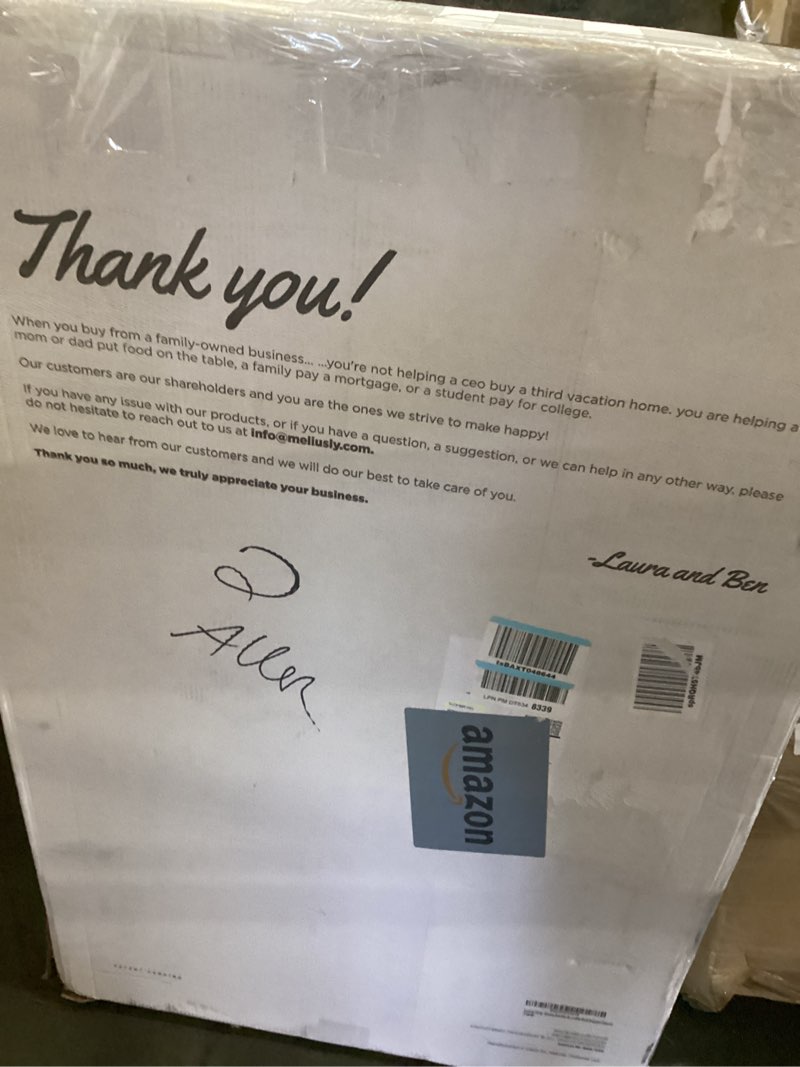 Thank you!
When you buy from a family-owned business... ...you're not helping a ceo buy a third vacation home. you are helping a
mom or dad put food on the table, a family pay a mortgage, or a student pay for college.
Our customers are our shareholders and you are the ones we strive to make happy!
If you have any issue with our products, or if you have a question, a suggestion, or we can help in any other way, please
do not hesitate to reach out to us at info@meliusly.com.
We love to hear from our customers and we will do our best to take care of you.
Thank you so much, we truly appreciate your business.
-Laura and Ben
2
Allen
6339
amazon
PATENT PENDING